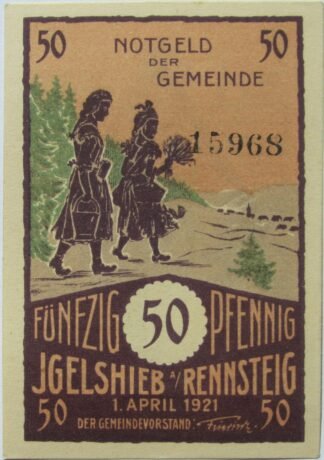 50 NOTGELD 50
DER
GEMEINDE
15968
FÜNFZIG 50 PFENNIG
JGELSHIEB A/RENNSTEIG
50 1. APRIL 1921 50
DER GEMEINDEVORSTAND: